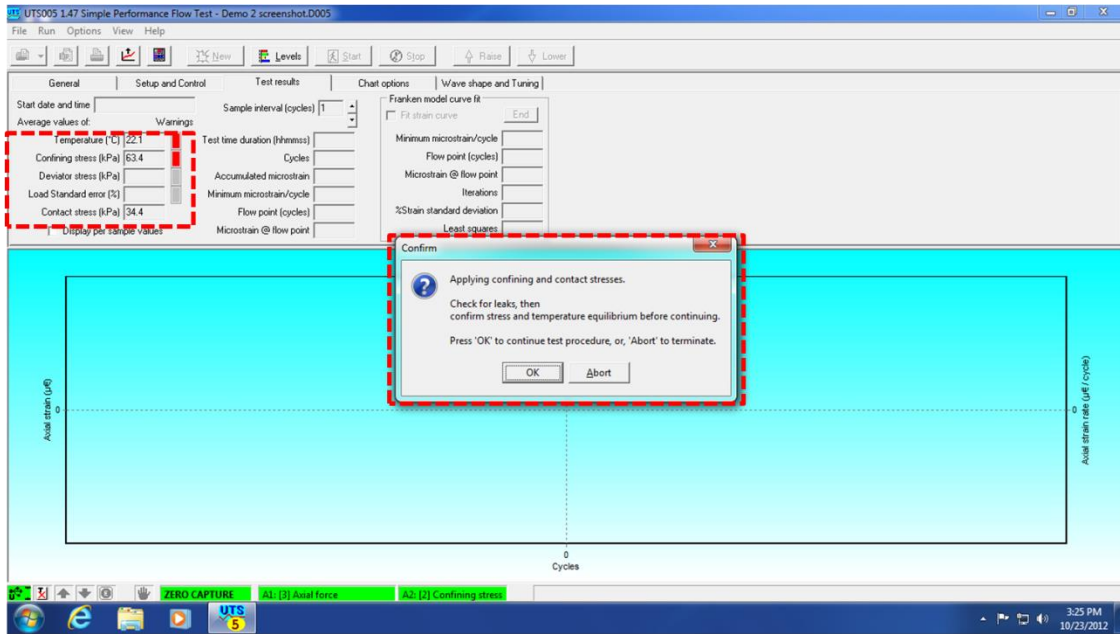 UTS005 1.47 Simple Performance Flow Test - Demo 2 screenshot.D005
File Run Options View Help
New Levels Start Stop Raise Lower
General Setup and Control Test results Chart options Wave shape and Tuning
Start date and time
Average values of: Warnings
Temperature (°C) 22.1
Confining stress (kPa) 63.4
Deviator stress (kPa)
Load Standard error (%)
Contact stress (kPa) 34.4
Display per sample values
Sample interval (cycles) 1
Test time duration (hhmmss)
Cycles
Accumulated microstrain
Minimum microstrain/cycle
Flow point (cycles)
Microstrain @ flow point
Franken model curve fit
Fit strain curve End
Minimum microstrain/cycle
Flow point (cycles)
Microstrain @ flow point
Iterations
%Strain standard deviation
Least squares
Confirm
Applying confining and contact stresses.
Check for leaks, then
confirm stress and temperature equilibrium before continuing.
Press 'OK' to continue test procedure, or, 'Abort' to terminate.
OK Abort
Axial strain (µ€)
0
0
Axial strain rate (µ€ / cycle)
0
Cycles
ZERO CAPTURE A1: [3] Axial force A2: [2] Confining stress
UTS
5
3:25 PM
10/23/2012